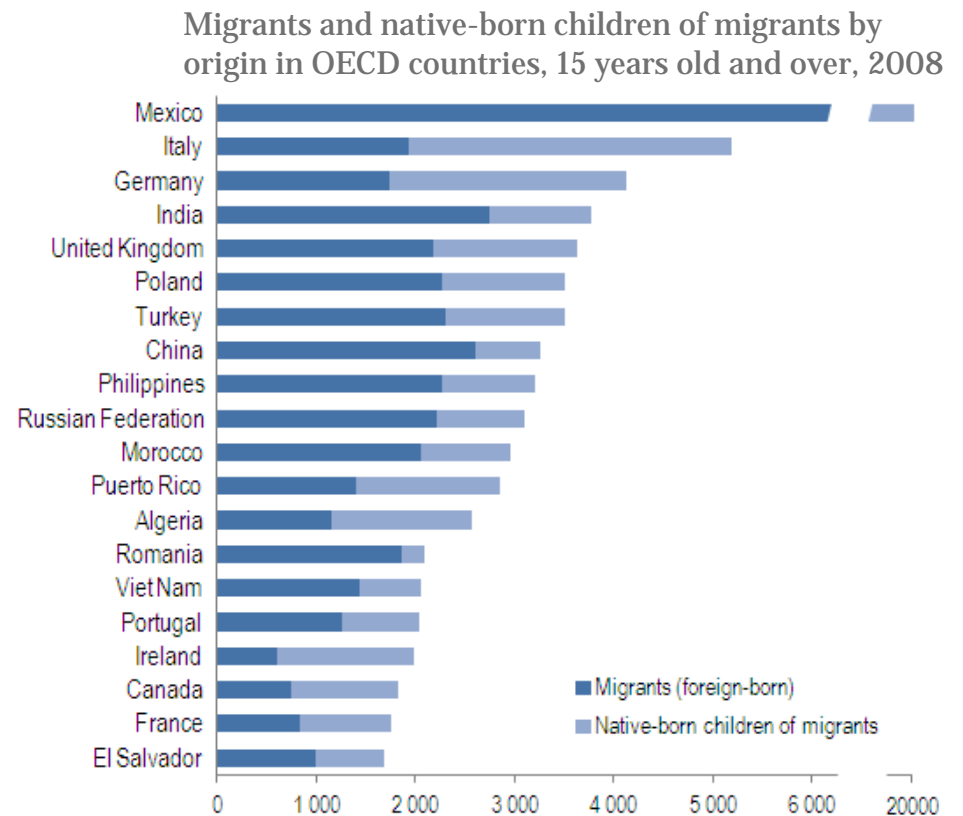 Migrants and native-born children of migrants by
origin in OECD countries, 15 years old and over, 2008
Mexico
Italy
Germany
India
United Kingdom
Poland
Turkey
China
Philippines
Russian Federation
Morocco
Puerto Rico
Algeria
Romania
Viet Nam
Portugal
Ireland
Canada
France
El Salvador
Migrants (foreign-born)
Native-born children of migrants
0 1 000 2 000 3 000 4 000 5 000 6 000 20000